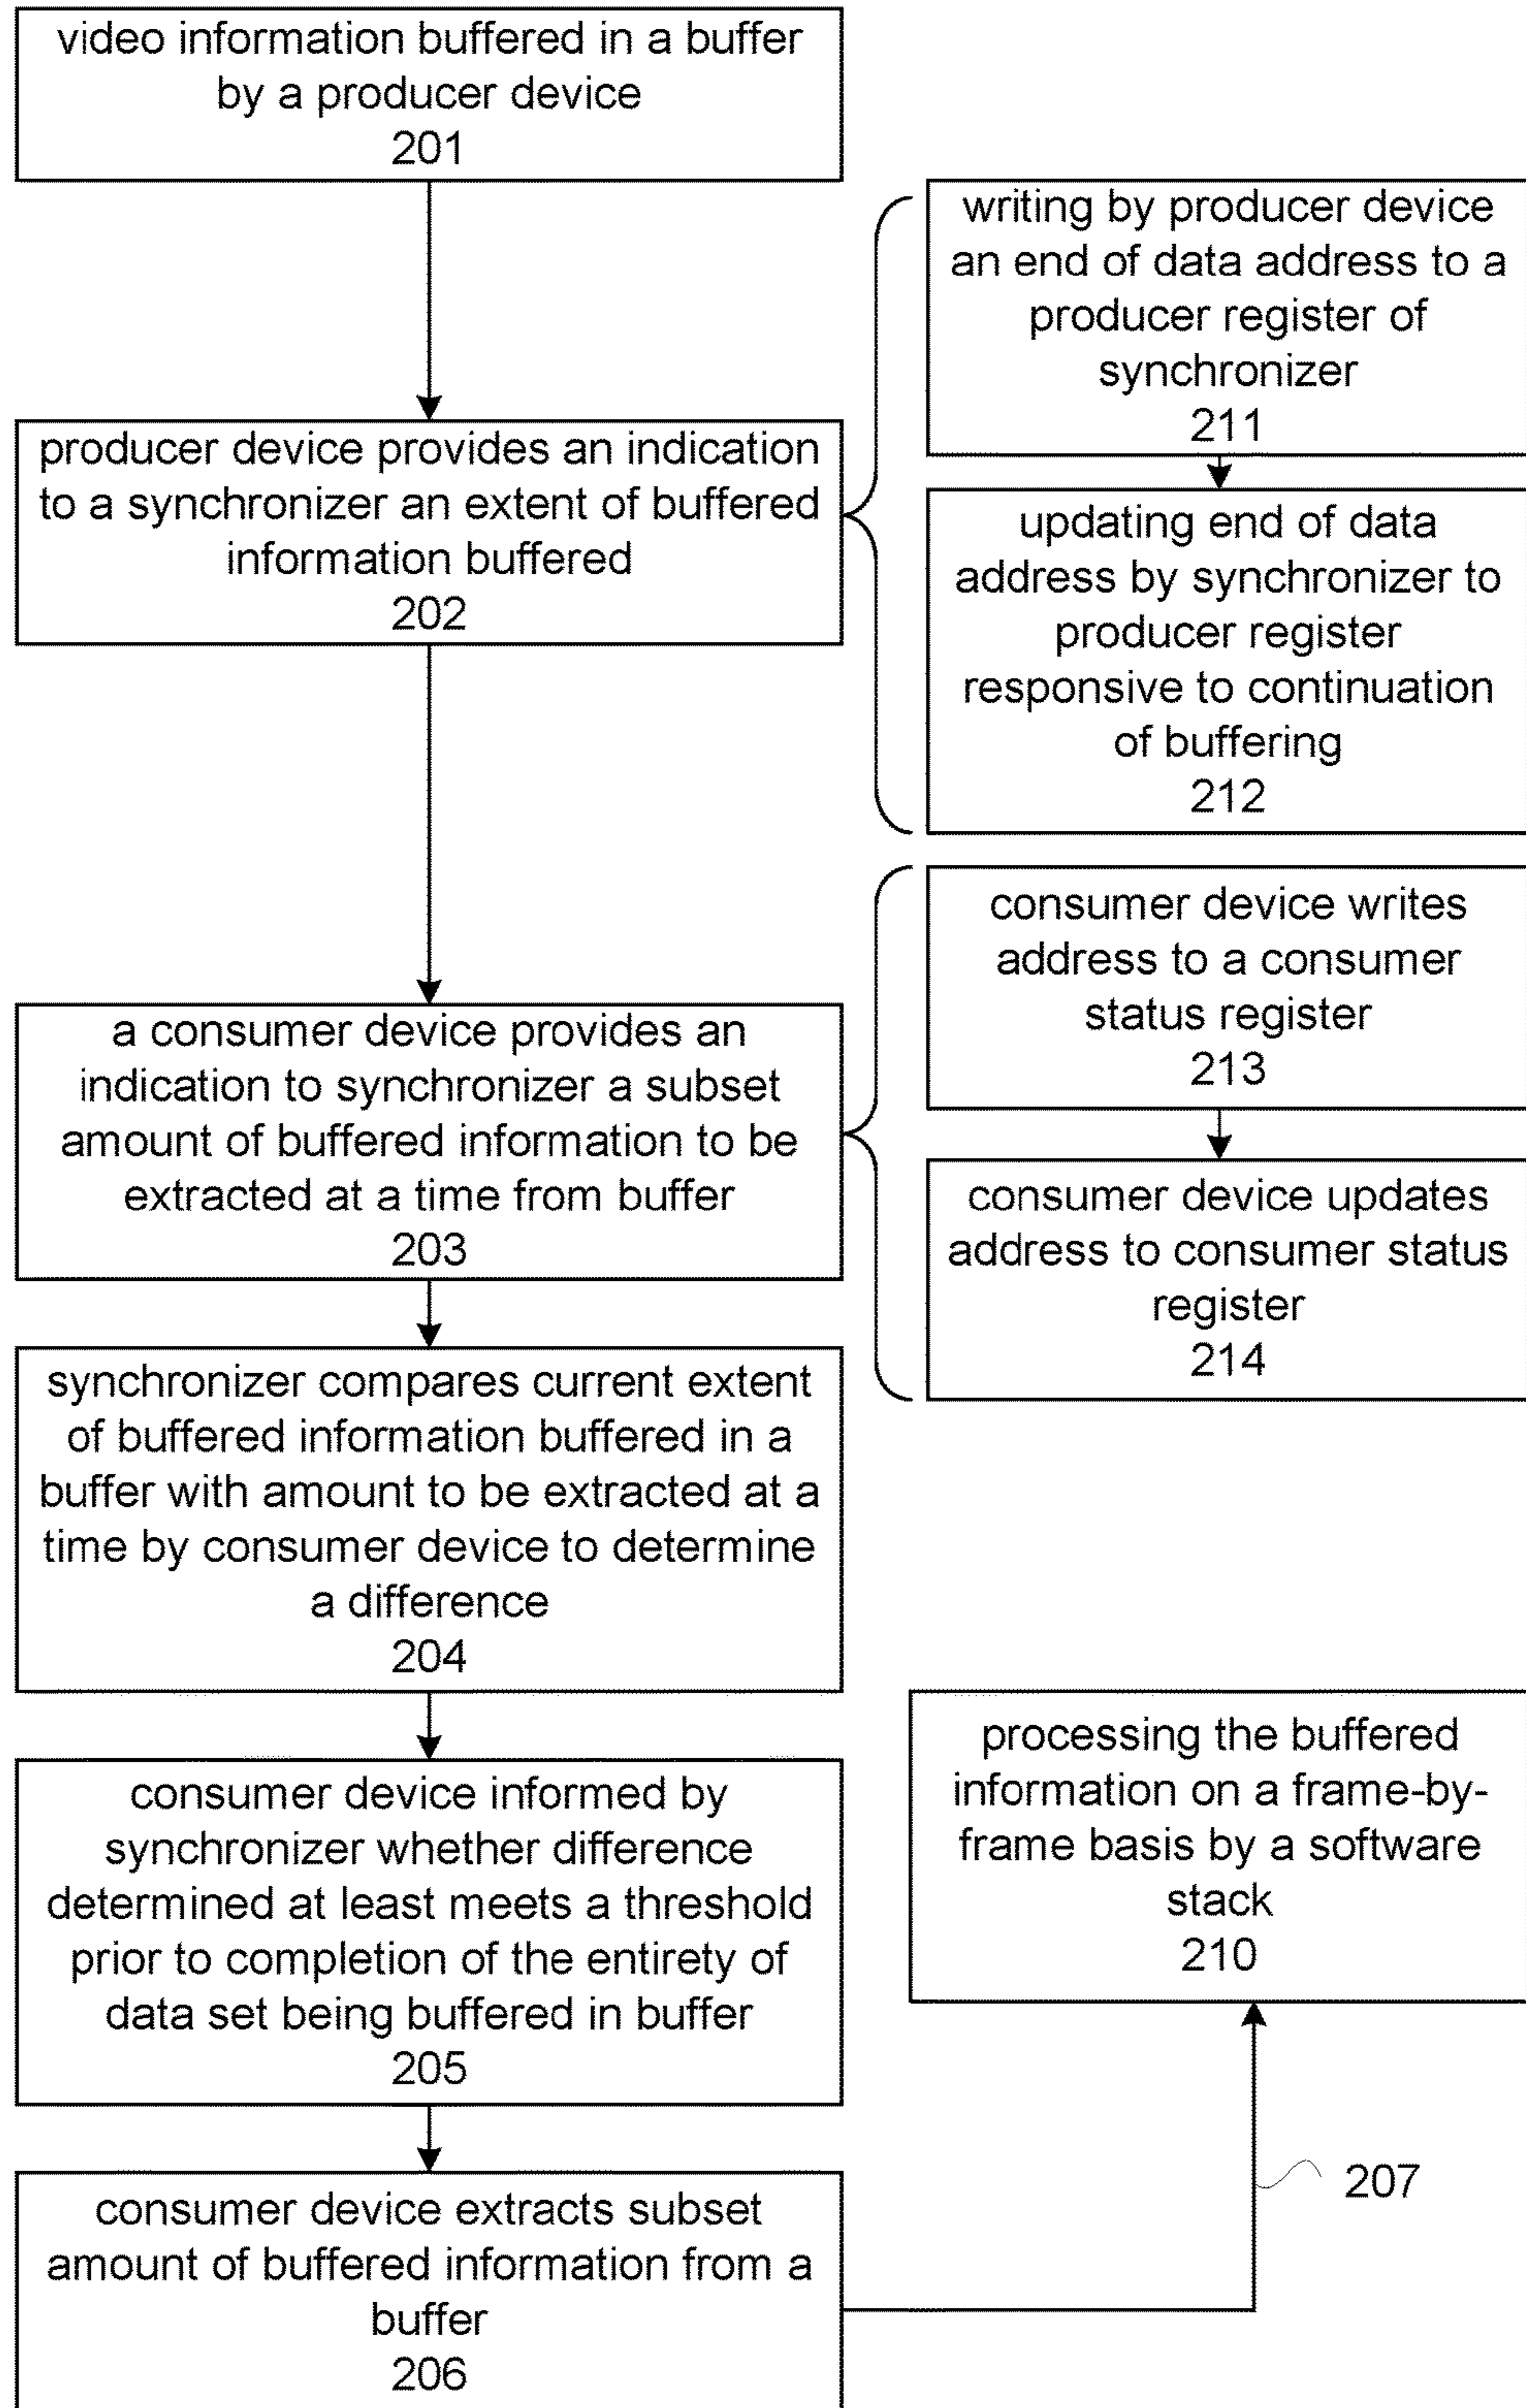 video information buffered in a buffer
by a producer device
201
producer device provides an indication
to a synchronizer an extent of buffered
information buffered
202
writing by producer device
an end of data address to a
producer register of
synchronizer
211
updating end of data
address by synchronizer to
producer register
responsive to continuation
of buffering
212
a consumer device provides an
indication to synchronizer a subset
amount of buffered information to be
extracted at a time from buffer
203
consumer device writes
address to a consumer
status register
213
consumer device updates
address to consumer status
register
214
synchronizer compares current extent
of buffered information buffered in a
buffer with amount to be extracted at a
time by consumer device to determine
a difference
204
consumer device informed by
synchronizer whether difference
determined at least meets a threshold
prior to completion of the entirety of
data set being buffered in buffer
205
consumer device extracts subset
amount of buffered information from a
buffer
206
207
processing the buffered
information on a frame-by-
frame basis by a software
stack
210